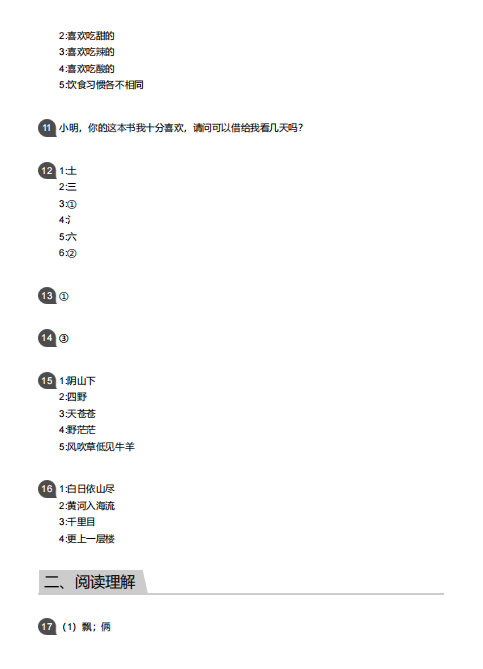 2:喜欢吃甜的
3:喜欢吃辣的
4:喜欢吃酸的
5:饮食习惯各不相同
11 小明，你的这本书我十分喜欢，请问可以借给我看几天吗？
12 1:土
2:三
3:①
4:氵
5:六
6:②
13 ①
14 ③
15 1:阴山下
2:四野
3:天苍苍
4:野茫茫
5:风吹草低见牛羊
16 1:白日依山尽
2:黄河入海流
3:千里目
4:更上一层楼
二、阅读理解
17 （1）飘；俩